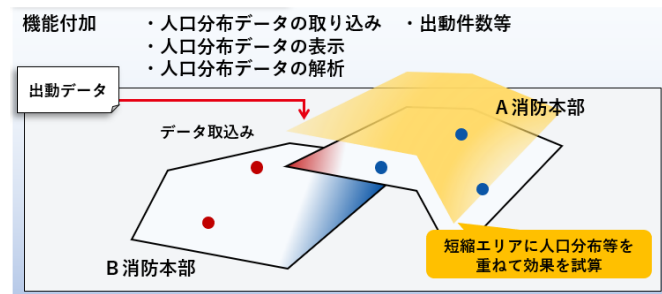 機能付加　・人口分布データの取り込み　・出動件数等
・人口分布データの表示
・人口分布データの解析
出動データ
データ取込み
A消防本部
B消防本部
短縮エリアに人口分布等を
重ねて効果を試算